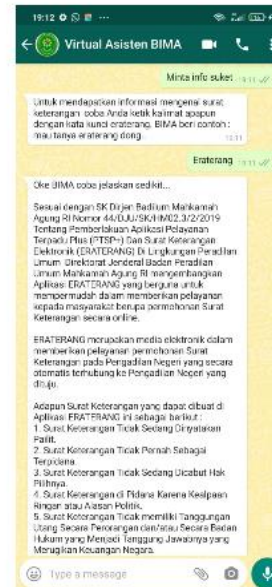 19:12
Virtual Asisten BIMA
Minta info suket 19:11
Untuk mendapatkan informasi mengenai surat
keterangan coba Anda ketik kalimat apapun
dengan kata kunci eraterang. BIMA beri contoh :
mau tanya eraterang dong
19:11
Eraterang 19:11
Oke BIMA coba jelaskan sedikit...
Sesuai dengan SK Dirjen Badilum Mahkamah
Agung RI Nomor 44/DJU/SK/HM02.3/2/2019
Tentang Pemberlakuan Aplikasi Pelayanan
Terpadu Plus (PTSP+) Dan Surat Keterangan
Elektronik (ERATERANG) Di Lingkungan Peradilan
Umum Direktorat Jenderal Badan Peradilan
Umum Mahkamah Agung RI mengembangkan
Aplikasi ERATERANG yang berguna untuk
mempermudah dalam memberikan pelayanan
kepada masyarakat berupa permohonan Surat
Keterangan secara online.
ERATERANG merupakan media elektronik dalam
memberikan pelayanan permohonan Surat
Keterangan pada Pengadilan Negeri yang secara
otomatis terhubung ke Pengadilan Negeri yang
dituju.
Adapun Surat Keterangan yang dapat dibuat di
Aplikasi ERATERANG ini sebagai berikut :
1. Surat Keterangan Tidak Sedang Dinyatakan
Pailit.
2. Surat Keterangan Tidak Pernah Sebagai
Terpidana.
3. Surat Keterangan Tidak Sedang Dicabut Hak
Pilihnya.
4. Surat Keterangan di Pidana Karena Kealpaan
Ringan atau Alasan Politik.
5. Surat Keterangan Tidak memiliki Tanggungan
Utang Secara Perorangan dan/atau Secara Badan
Hukum yang Menjadi Tanggung Jawabnya yang
Merugikan Keuangan Negara.
Type a message